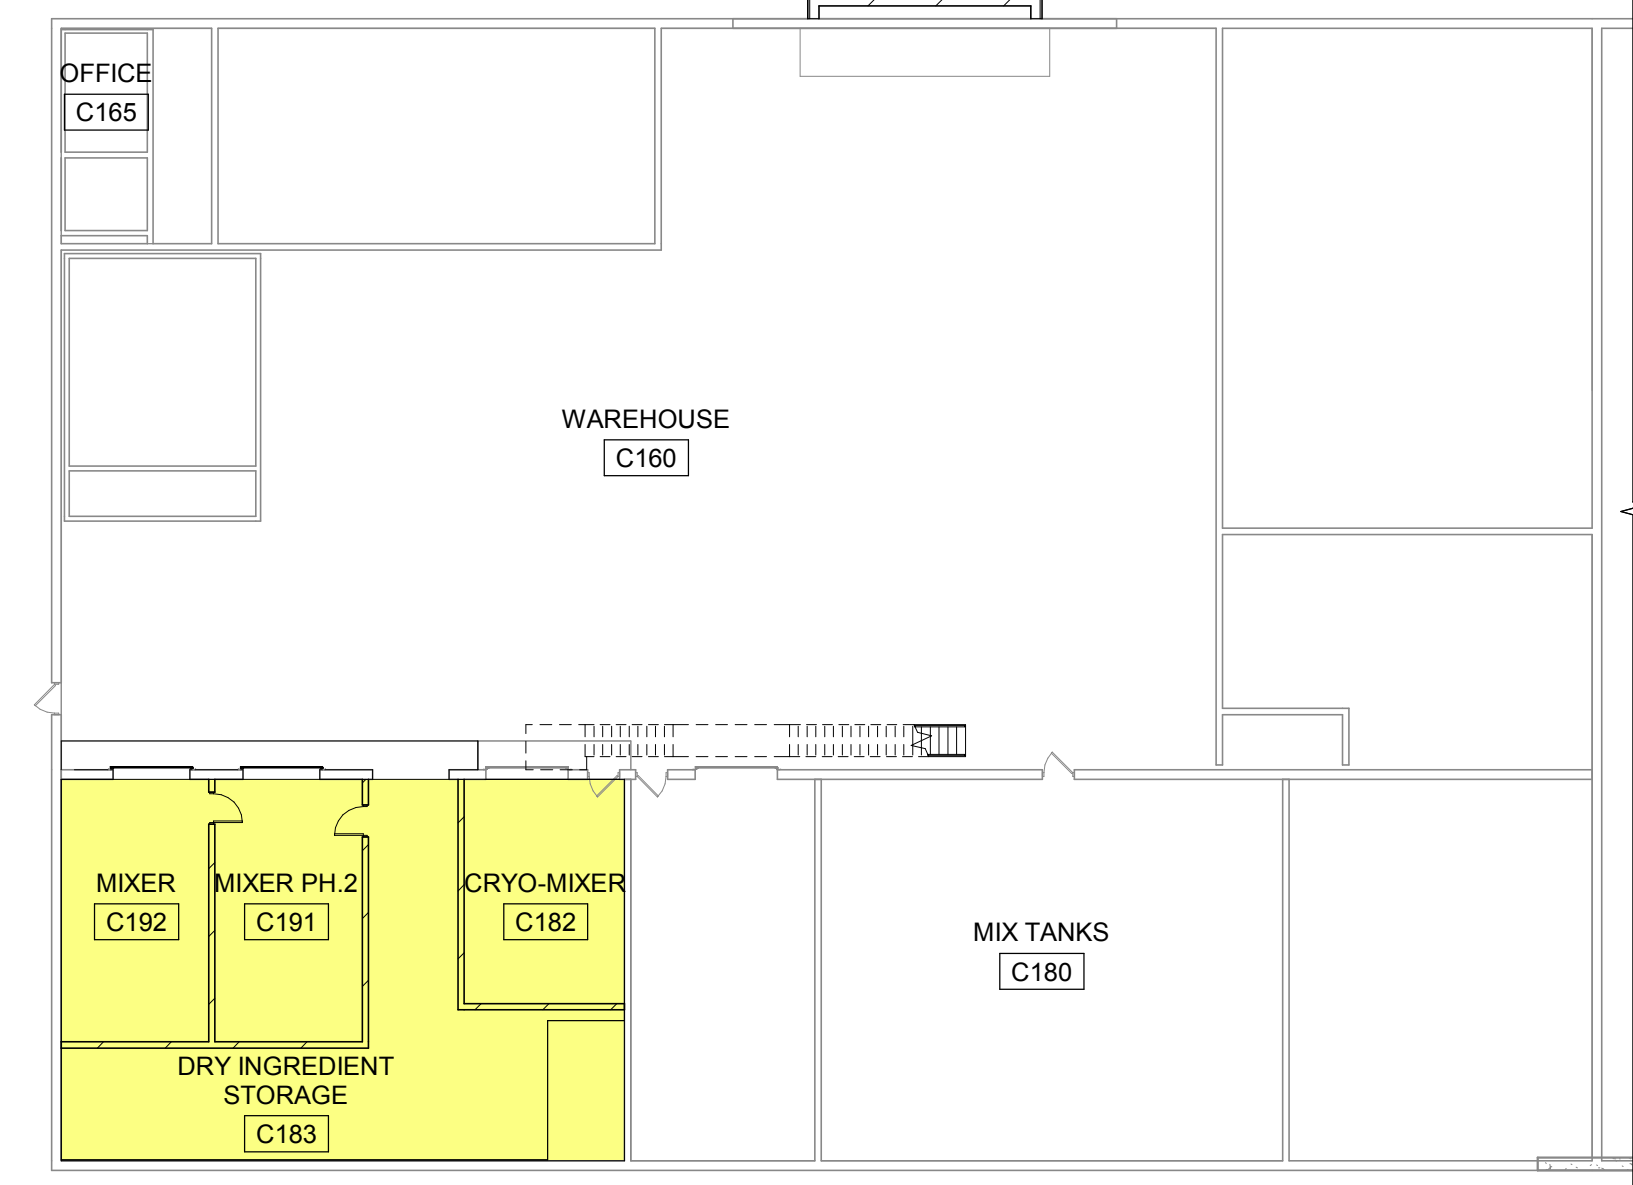 OFFICE
C165
WAREHOUSE
C160
MIXER
C192
MIXER PH.2
C191
CRYO-MIXER
C182
MIX TANKS
C180
DRY INGREDIENT
STORAGE
C183